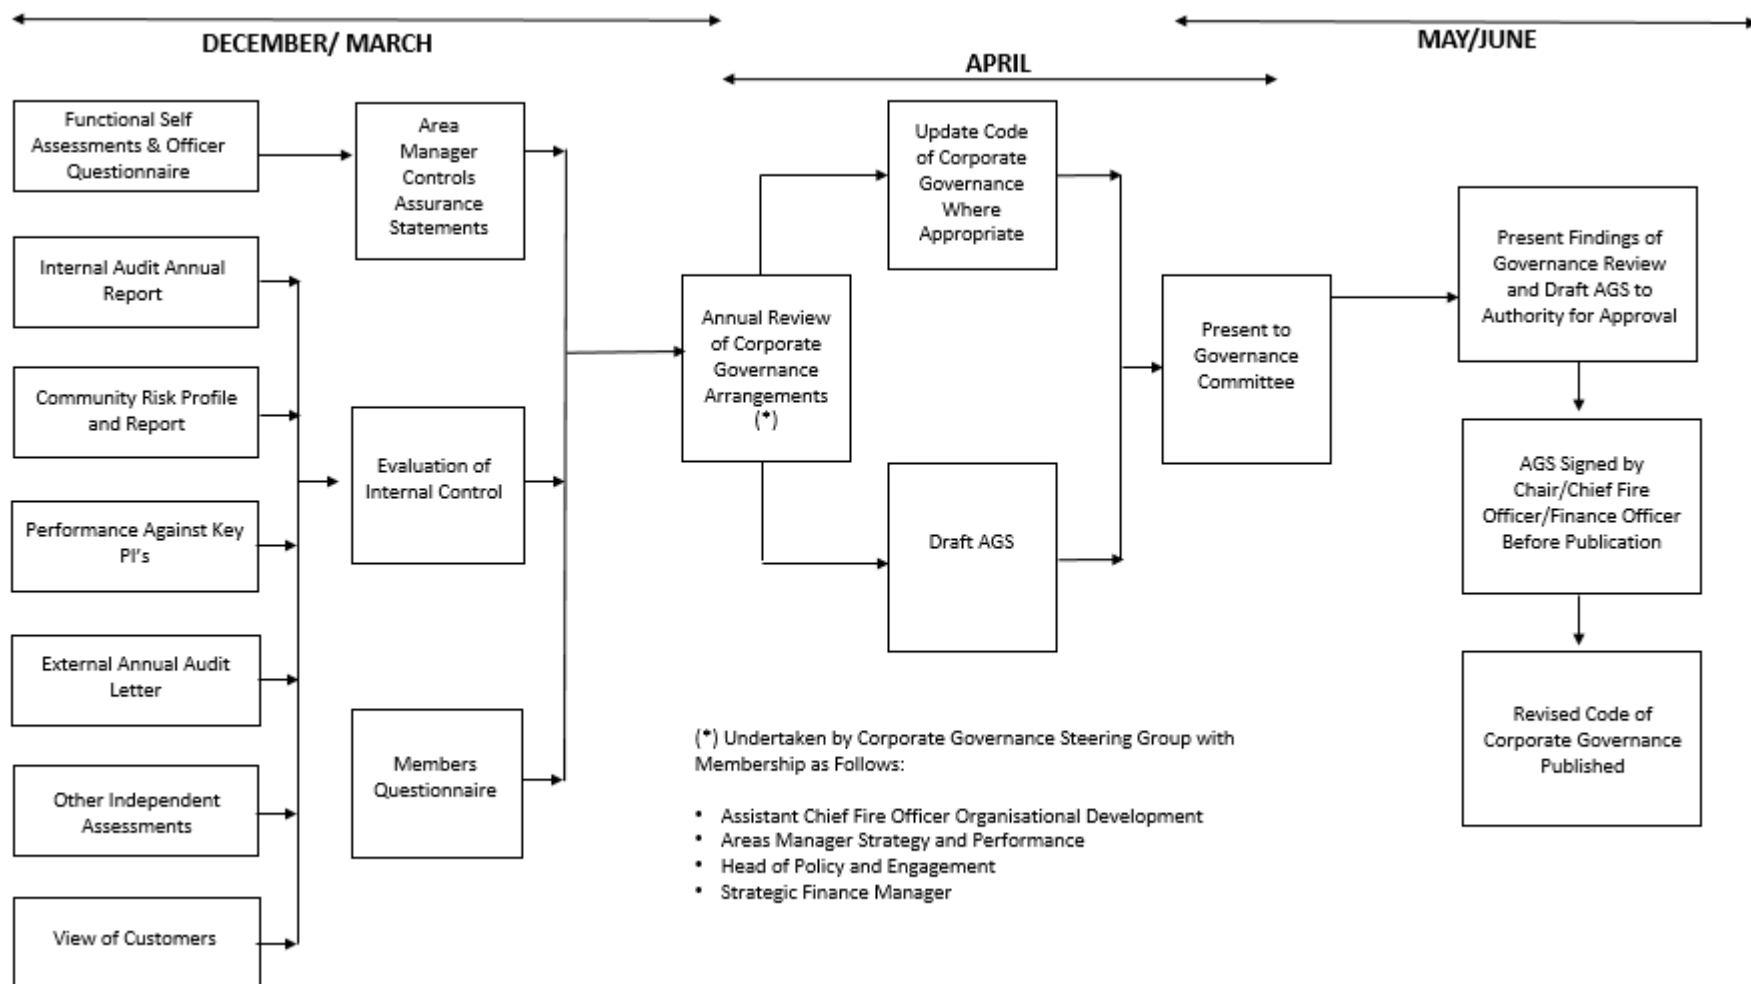 DECEMBER/ MARCH
APRIL
MAY/JUNE
Functional Self
Assessments & Officer
Questionnaire
Internal Audit Annual
Report
Community Risk Profile
and Report
Performance Against Key
PI's
External Annual Audit
Letter
Other Independent
Assessments
View of Customers
Area
Manager
Controls
Assurance
Statements
Evaluation of
Internal Control
Members
Questionnaire
Annual Review
of Corporate
Governance
Arrangements
(*)
Update Code
of Corporate
Governance
Where
Appropriate
Draft AGS
Present to
Governance
Committee
Present Findings of
Governance Review
and Draft AGS to
Authority for Approval
AGS Signed by
Chair/Chief Fire
Officer/Finance Officer
Before Publication
Revised Code of
Corporate Governance
Published
(*) Undertaken by Corporate Governance Steering Group with
Membership as Follows:
• Assistant Chief Fire Officer Organisational Development
• Areas Manager Strategy and Performance
• Head of Policy and Engagement
• Strategic Finance Manager